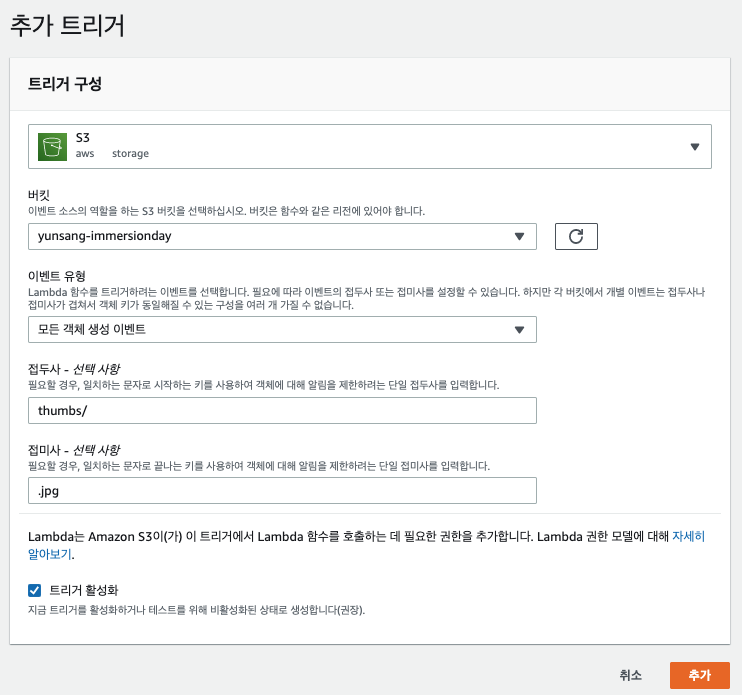 추가 트리거
트리거 구성
S3
aws storage
버킷
이벤트 소스의 역할을 하는 S3 버킷을 선택하십시오. 버킷은 함수와 같은 리전에 있어야 합니다.
yunsang-immersionday
이벤트 유형
Lambda 함수를 트리거하려는 이벤트를 선택합니다. 필요에 따라 이벤트의 접두사 또는 접미사를 설정할 수 있습니다. 하지만 각 버킷에서 개별 이벤트는 접두사나
접미사가 겹쳐서 객체 키가 동일해질 수 있는 구성을 여러 개 가질 수 없습니다.
모든 객체 생성 이벤트
접두사 - 선택 사항
필요할 경우, 일치하는 문자로 시작하는 키를 사용하여 객체에 대해 알림을 제한하려는 단일 접두사를 입력합니다.
thumbs/
접미사 - 선택 사항
필요할 경우, 일치하는 문자로 끝나는 키를 사용하여 객체에 대해 알림을 제한하려는 단일 접미사를 입력합니다.
.jpg
Lambda는 Amazon S3이(가) 이 트리거에서 Lambda 함수를 호출하는 데 필요한 권한을 추가합니다. Lambda 권한 모델에 대해 자세히
알아보기.
트리거 활성화
지금 트리거를 활성화하거나 테스트를 위해 비활성화된 상태로 생성합니다(권장).
취소 추가